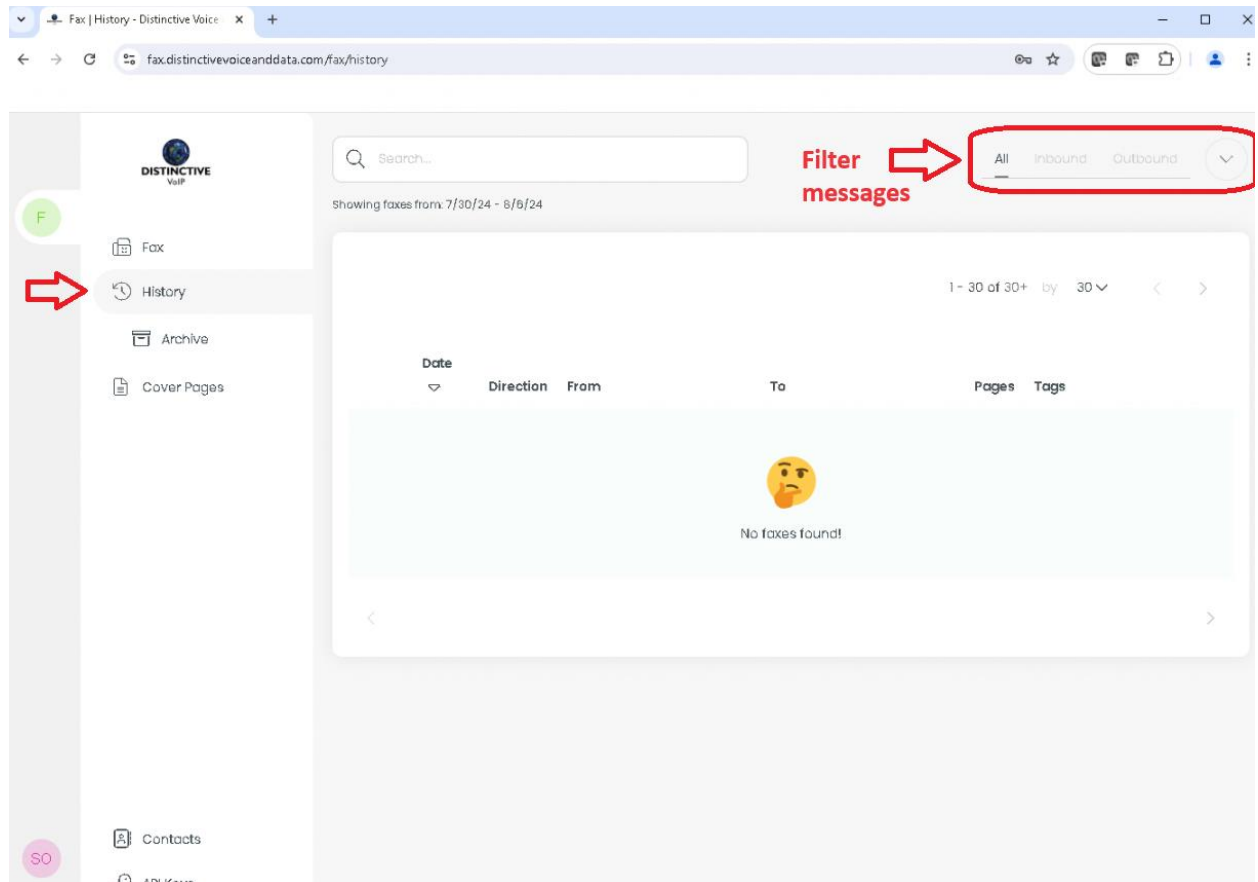 Fax | History - Distinctive Voice
fax.distinctivevoiceanddata.com/fax/history
DISTINCTIVE
VoIP
Search...
Filter
messages
All Inbound Outbound
Showing faxes from: 7/30/24 - 8/6/24
F
Fax
History
1 - 30 of 30+ by 30
Archive
Cover Pages
Date
Direction From To Pages Tags
No faxes found!
Contacts
SO
API Keys